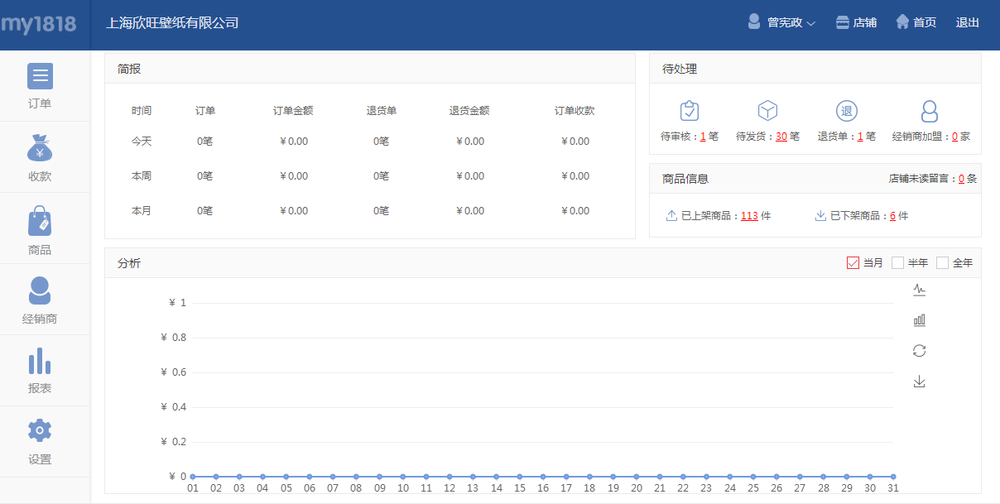 my1818
上海欣旺壁纸有限公司
曾宪政 店铺 首页 退出
订单
收款
商品
经销商
报表
设置
简报
时间 订单 订单金额 退货单 退货金额 订单收款
今天 0笔 ¥0.00 0笔 ¥0.00 ¥0.00
本周 0笔 ¥0.00 0笔 ¥0.00 ¥0.00
本月 0笔 ¥0.00 0笔 ¥0.00 ¥0.00
待处理
退
待审核：1 笔 待发货：30 笔 退货单：1 笔 经销商加盟：0 家
商品信息 店铺未读留言：0 条
已上架商品：113 件 已下架商品：6 件
分析 当月 半年 全年
¥ 1
¥ 0.8
¥ 0.6
¥ 0.4
¥ 0.2
¥ 0
01 02 03 04 05 06 07 08 09 10 11 12 13 14 15 16 17 18 19 20 21 22 23 24 25 26 27 28 29 30 31